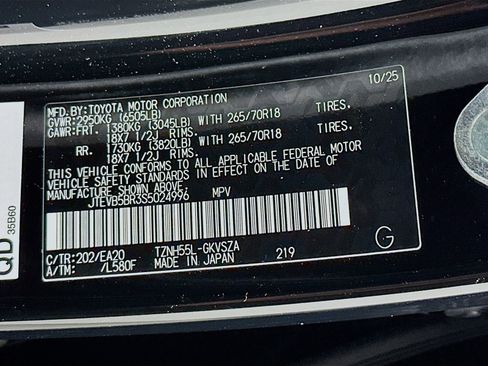 10/25
MFD.BY:TOYOTA MOTOR CORPORATION
GVWR:2950KG (6505LB)
GAWR:FRT. 1380KG (3045LB) WITH 265/70R18 TIRES,
18X7 1/2J RIMS.
RR. 1730KG (3820LB) WITH 265/70R18 TIRES,
18X7 1/2J RIMS.
THIS VEHICLE CONFORMS TO ALL APPLICABLE FEDERAL MOTOR
VEHICLE SAFETY STANDARDS IN EFFECT ON THE DATE OF
MANUFACTURE SHOWN ABOVE.
JTEVB5BR3S5024996 MPV
C/TR:202/EA20 TZNH55L-GKVSZA
A/TM: /L580F MADE IN JAPAN 219
G
QD
35B60